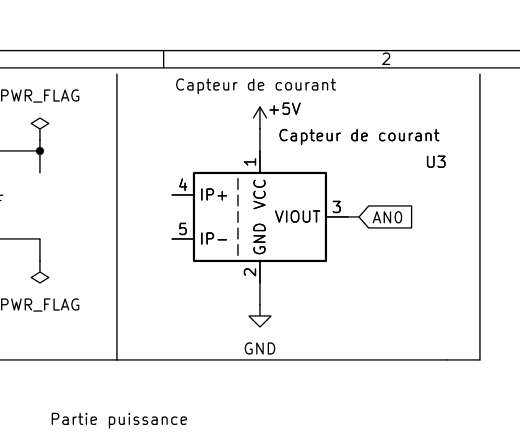 2
Capteur de courant
PWR_FLAG
+5V
Capteur de courant
U3
1
4
IP+
VCC
3
VIOUT
AN0
5
IP-
GND
2
PWR_FLAG
GND
Partie puissance